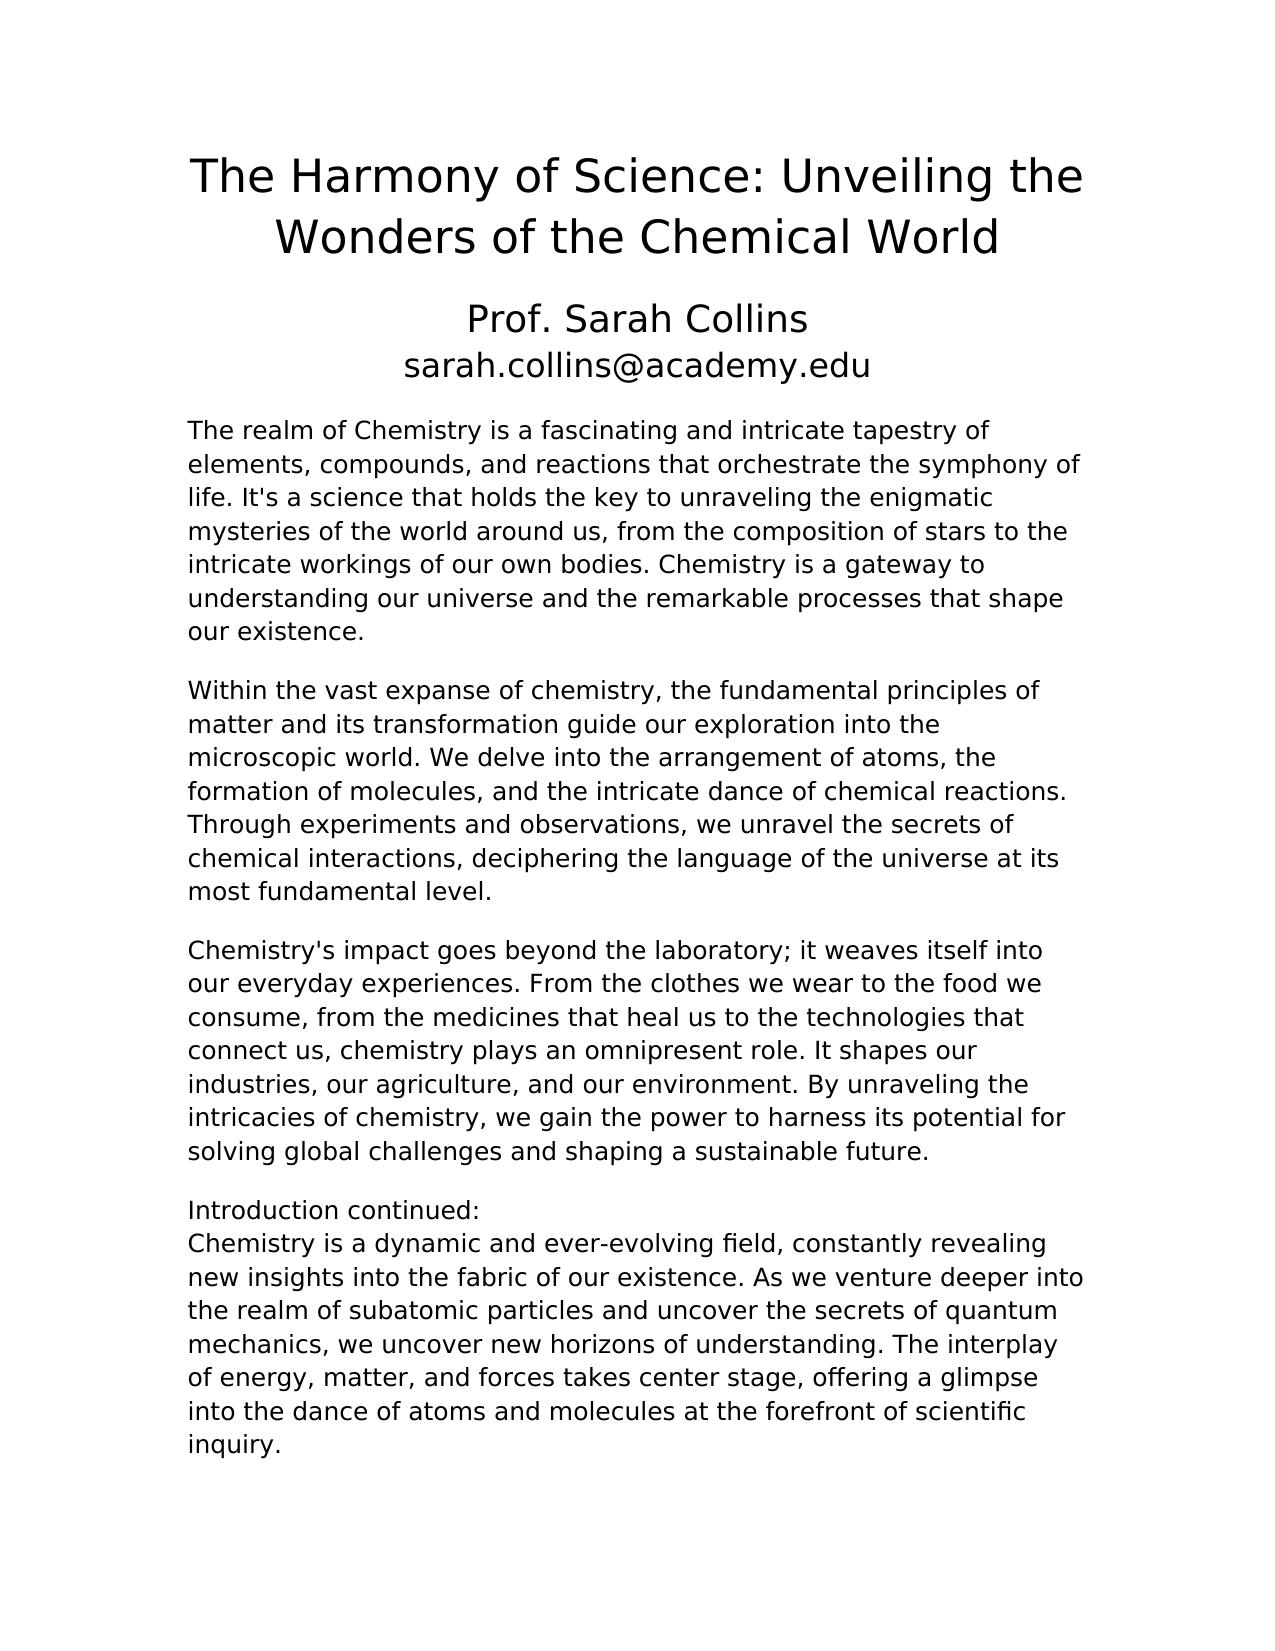 The Harmony of Science: Unveiling the
Wonders of the Chemical World
Prof. Sarah Collins
sarah.collins@academy.edu
The realm of Chemistry is a fascinating and intricate tapestry of
elements, compounds, and reactions that orchestrate the symphony of
life. It's a science that holds the key to unraveling the enigmatic
mysteries of the world around us, from the composition of stars to the
intricate workings of our own bodies. Chemistry is a gateway to
understanding our universe and the remarkable processes that shape
our existence.
Within the vast expanse of chemistry, the fundamental principles of
matter and its transformation guide our exploration into the
microscopic world. We delve into the arrangement of atoms, the
formation of molecules, and the intricate dance of chemical reactions.
Through experiments and observations, we unravel the secrets of
chemical interactions, deciphering the language of the universe at its
most fundamental level.
Chemistry's impact goes beyond the laboratory; it weaves itself into
our everyday experiences. From the clothes we wear to the food we
consume, from the medicines that heal us to the technologies that
connect us, chemistry plays an omnipresent role. It shapes our
industries, our agriculture, and our environment. By unraveling the
intricacies of chemistry, we gain the power to harness its potential for
solving global challenges and shaping a sustainable future.
Introduction continued:
Chemistry is a dynamic and ever-evolving field, constantly revealing
new insights into the fabric of our existence. As we venture deeper into
the realm of subatomic particles and uncover the secrets of quantum
mechanics, we uncover new horizons of understanding. The interplay
of energy, matter, and forces takes center stage, offering a glimpse
into the dance of atoms and molecules at the forefront of scientific
inquiry.